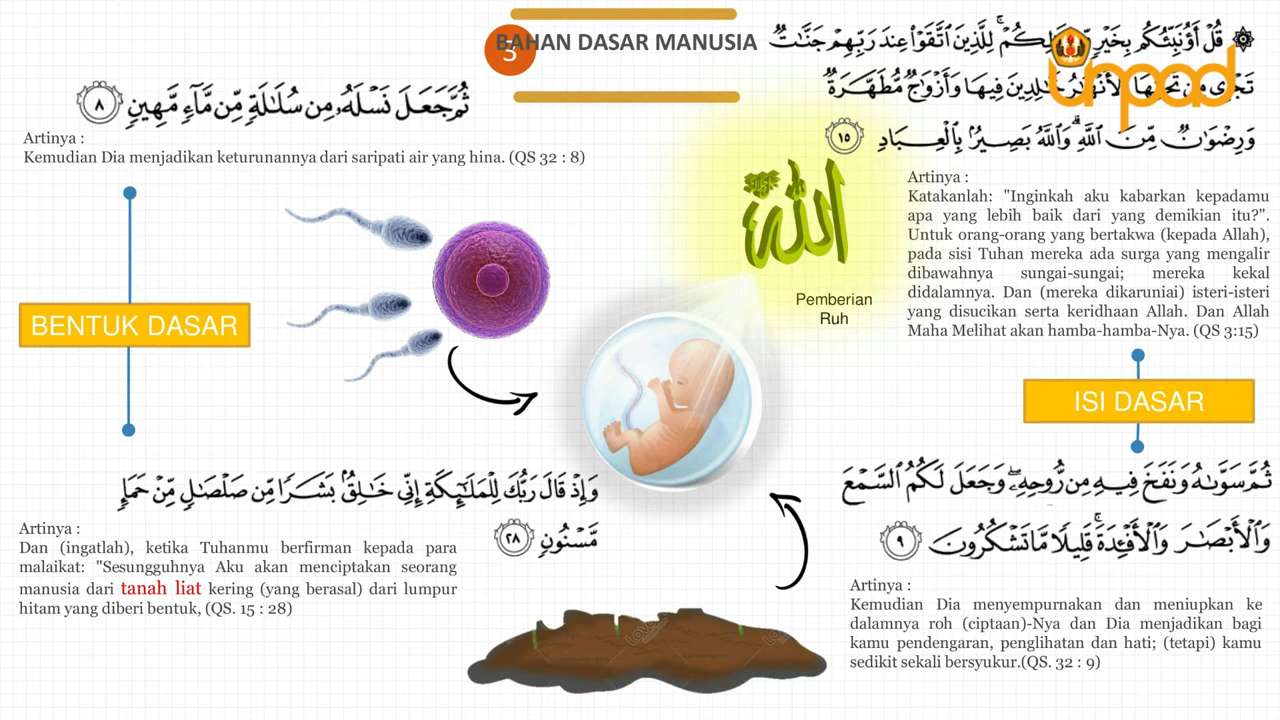 3
BAHAN DASAR MANUSIA
ثُمَّ جَعَلَ نَسْلَهُۥ مِن سُلَـٰلَةٍ مِّن مَّآءٍ مَّهِينٍ ٨
Artinya :
Kemudian Dia menjadikan keturunannya dari saripati air yang hina. (QS 32 : 8)
BENTUK DASAR
وَإِذْ قَالَ رَبُّكَ لِلْمَلَـٰٓئِكَةِ إِنِّى خَـٰلِقٌۢ بَشَرًا مِّن صَلْصَـٰلٍ مِّنْ حَمَإٍ
مَّسْنُونٍ ٢٨
Artinya :
Dan (ingatlah), ketika Tuhanmu berfirman kepada para
malaikat: "Sesungguhnya Aku akan menciptakan seorang
manusia dari tanah liat kering (yang berasal) dari lumpur
hitam yang diberi bentuk, (QS. 15 : 28)
الله
Pemberian
Ruh
۞ قُلْ أَؤُنَبِّئُكُم بِخَيْرٍ لِلَّذِينَ ٱتَّقَوْا۟ عِندَ رَبِّهِمْ جَنَّـٰتٌ
تَجْرِى مِن ٱلْأَنْهَـٰرُ خَـٰلِدِينَ فِيهَا وَأَزْوَٰجٌ مُّطَهَّرَةٌ
وَرِضْوَٰنٌ مِّنَ ٱللَّهِ ۗ وَٱللَّهُ بَصِيرٌۢ بِٱلْعِبَادِ ١٥
unpad
Artinya :
Katakanlah: "Inginkah aku kabarkan kepadamu
apa yang lebih baik dari yang demikian itu?".
Untuk orang-orang yang bertakwa (kepada Allah),
pada sisi Tuhan mereka ada surga yang mengalir
dibawahnya sungai-sungai; mereka kekal
didalamnya. Dan (mereka dikaruniai) isteri-isteri
yang disucikan serta keridhaan Allah. Dan Allah
Maha Melihat akan hamba-hamba-Nya. (QS 3:15)
ISI DASAR
ثُمَّ سَوَّىٰهُ وَنَفَخَ فِيهِ مِن رُّوحِهِۦ ۖ وَجَعَلَ لَكُمُ ٱلسَّمْعَ
وَٱلْأَبْصَـٰرَ وَٱلْأَفْـِٔدَةَ ۚ قَلِيلًا مَّا تَشْكُرُونَ ٩
Artinya :
Kemudian Dia menyempurnakan dan meniupkan ke
dalamnya roh (ciptaan)-Nya dan Dia menjadikan bagi
kamu pendengaran, penglihatan dan hati; (tetapi) kamu
sedikit sekali bersyukur.(QS. 32 : 9)